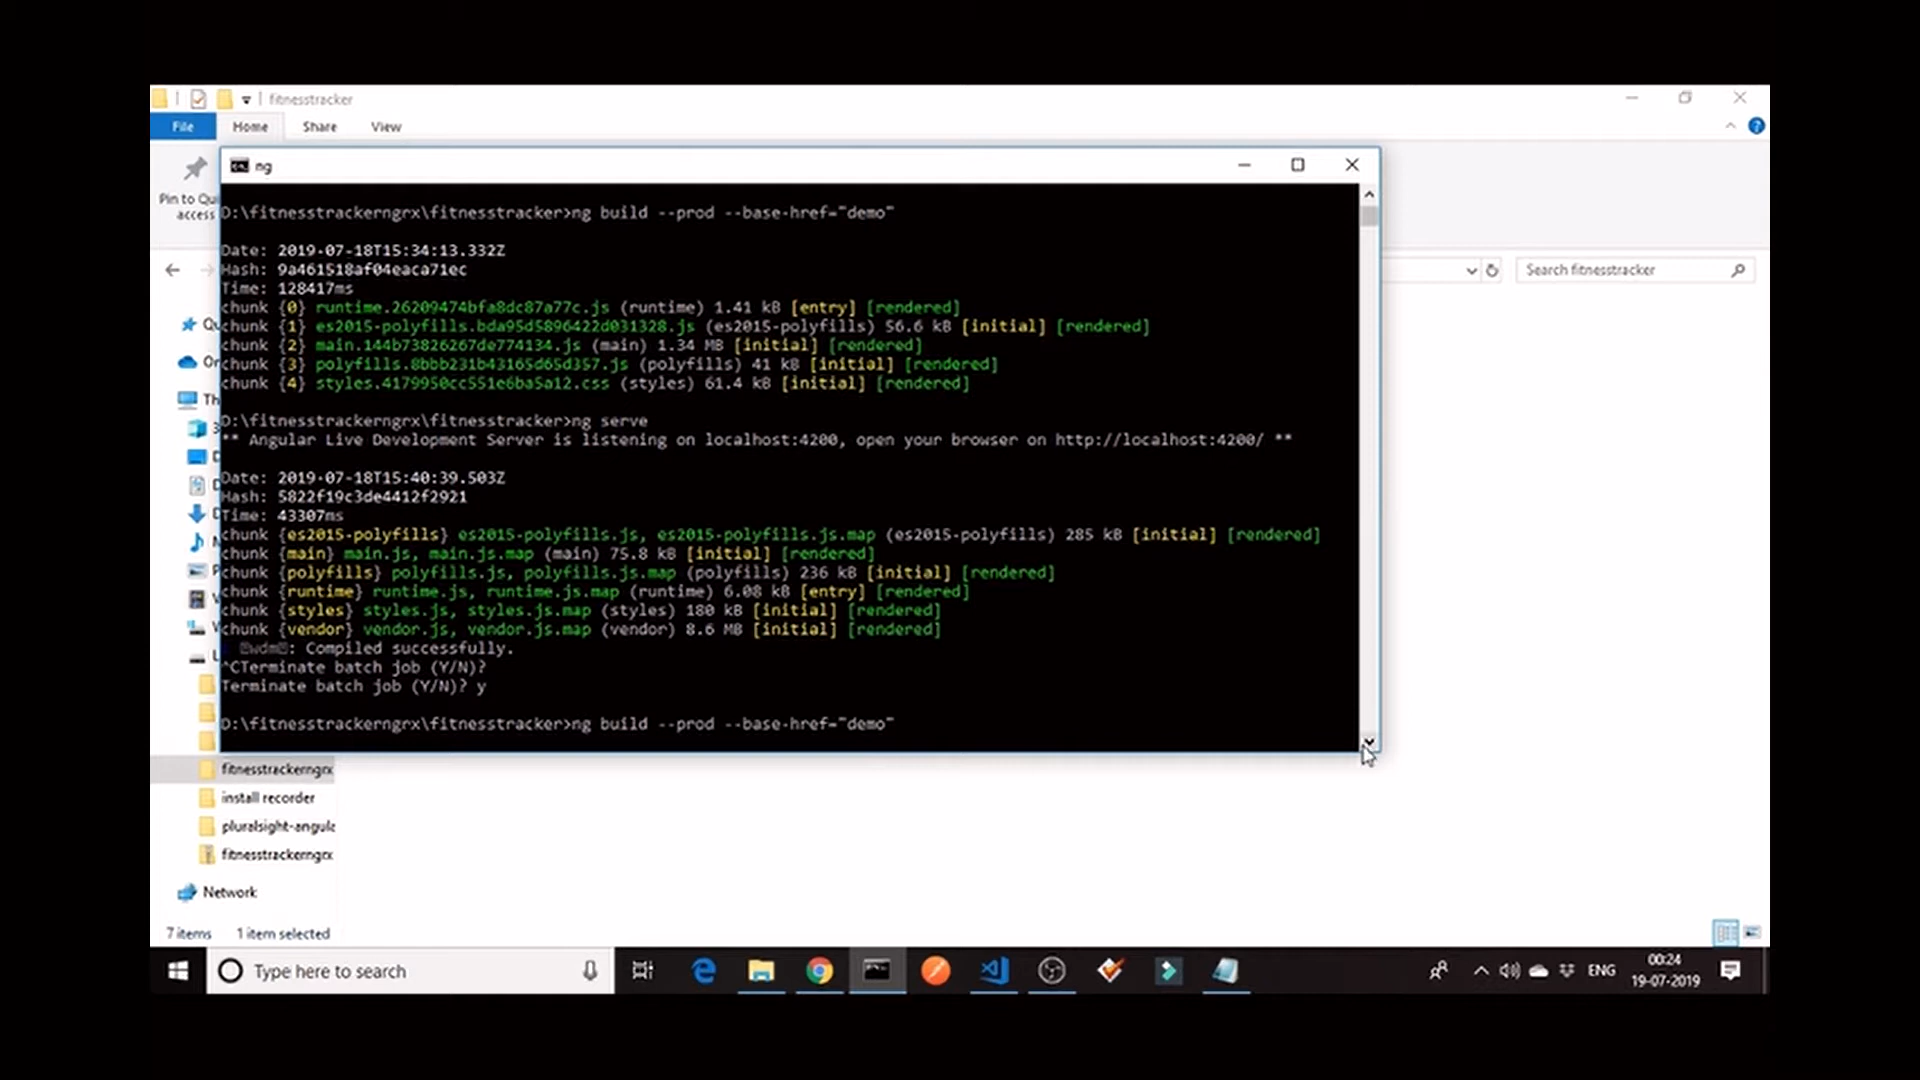 fitnesstracker
File Home Share View
ng
Pin to Qui
access
D:\fitnesstrackerngrx\fitnesstracker>ng build --prod --base-href="demo"
Date: 2019-07-18T15:34:13.332Z
Hash: 9a461518af04eaca71ec
Time: 128417ms
chunk {0} runtime.26209474bfa8dc87a77c.js (runtime) 1.41 kB [entry] [rendered]
chunk {1} es2015-polyfills.bda95d5896422d031328.js (es2015-polyfills) 56.6 kB [initial] [rendered]
chunk {2} main.144b73826267de774134.js (main) 1.34 MB [initial] [rendered]
chunk {3} polyfills.8bbb231b43165d65d357.js (polyfills) 41 kB [initial] [rendered]
chunk {4} styles.4179950cc551e6ba5a12.css (styles) 61.4 kB [initial] [rendered]
D:\fitnesstrackerngrx\fitnesstracker>ng serve
** Angular Live Development Server is listening on localhost:4200, open your browser on http://localhost:4200/ **
Date: 2019-07-18T15:40:39.503Z
Hash: 5822f19c3de4412f2921
Time: 43307ms
chunk {es2015-polyfills} es2015-polyfills.js, es2015-polyfills.js.map (es2015-polyfills) 285 kB [initial] [rendered]
chunk {main} main.js, main.js.map (main) 75.8 kB [initial] [rendered]
chunk {polyfills} polyfills.js, polyfills.js.map (polyfills) 236 kB [initial] [rendered]
chunk {runtime} runtime.js, runtime.js.map (runtime) 6.08 kB [entry] [rendered]
chunk {styles} styles.js, styles.js.map (styles) 180 kB [initial] [rendered]
chunk {vendor} vendor.js, vendor.js.map (vendor) 8.6 MB [initial] [rendered]
wdm: Compiled successfully.
^CTerminate batch job (Y/N)?
Terminate batch job (Y/N)? y
D:\fitnesstrackerngrx\fitnesstracker>ng build --prod --base-href="demo"
Search fitnesstracker
fitnesstrackerngrx
install recorder
pluralsight-angula
fitnesstrackerngrx
Network
7 items 1 item selected
Type here to search
ENG
00:24
19-07-2019